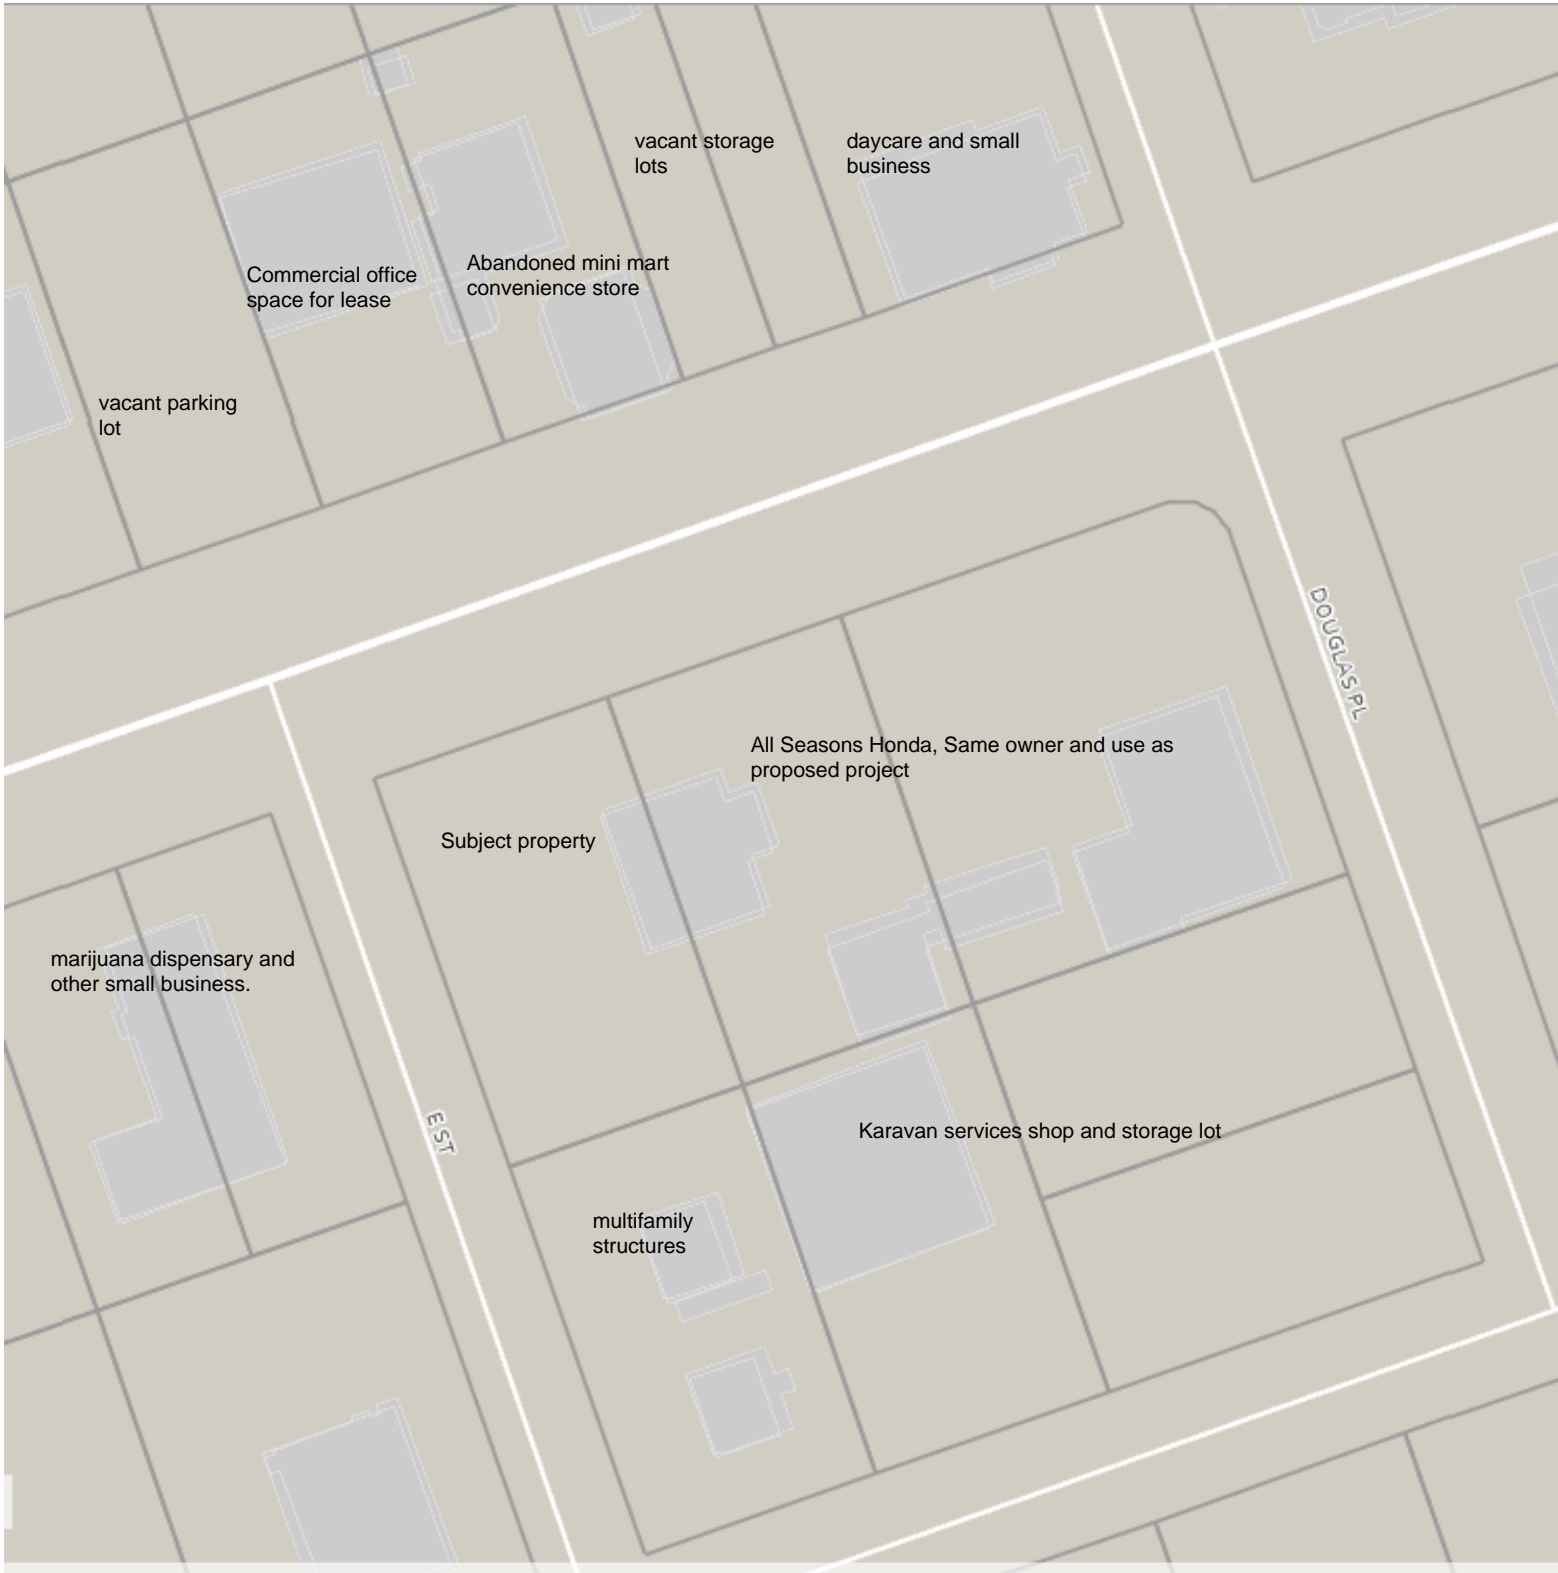 vacant storage
lots
daycare and small
business
Commercial office
space for lease
Abandoned mini mart
convenience store
vacant parking
lot
DOUGLAS PL
All Seasons Honda, Same owner and use as
proposed project
Subject property
marijuana dispensary and
other small business.
E ST
Karavan services shop and storage lot
multifamily
structures